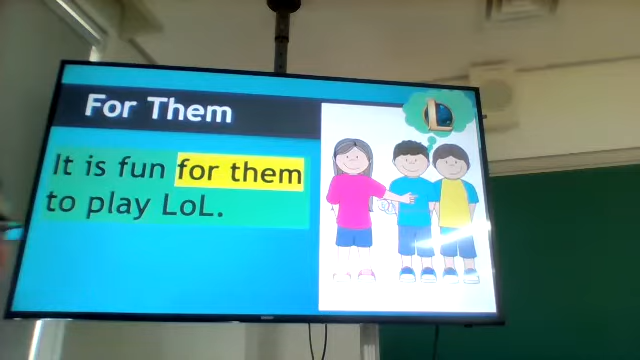 For Them
It is fun for them
to play LoL.
L